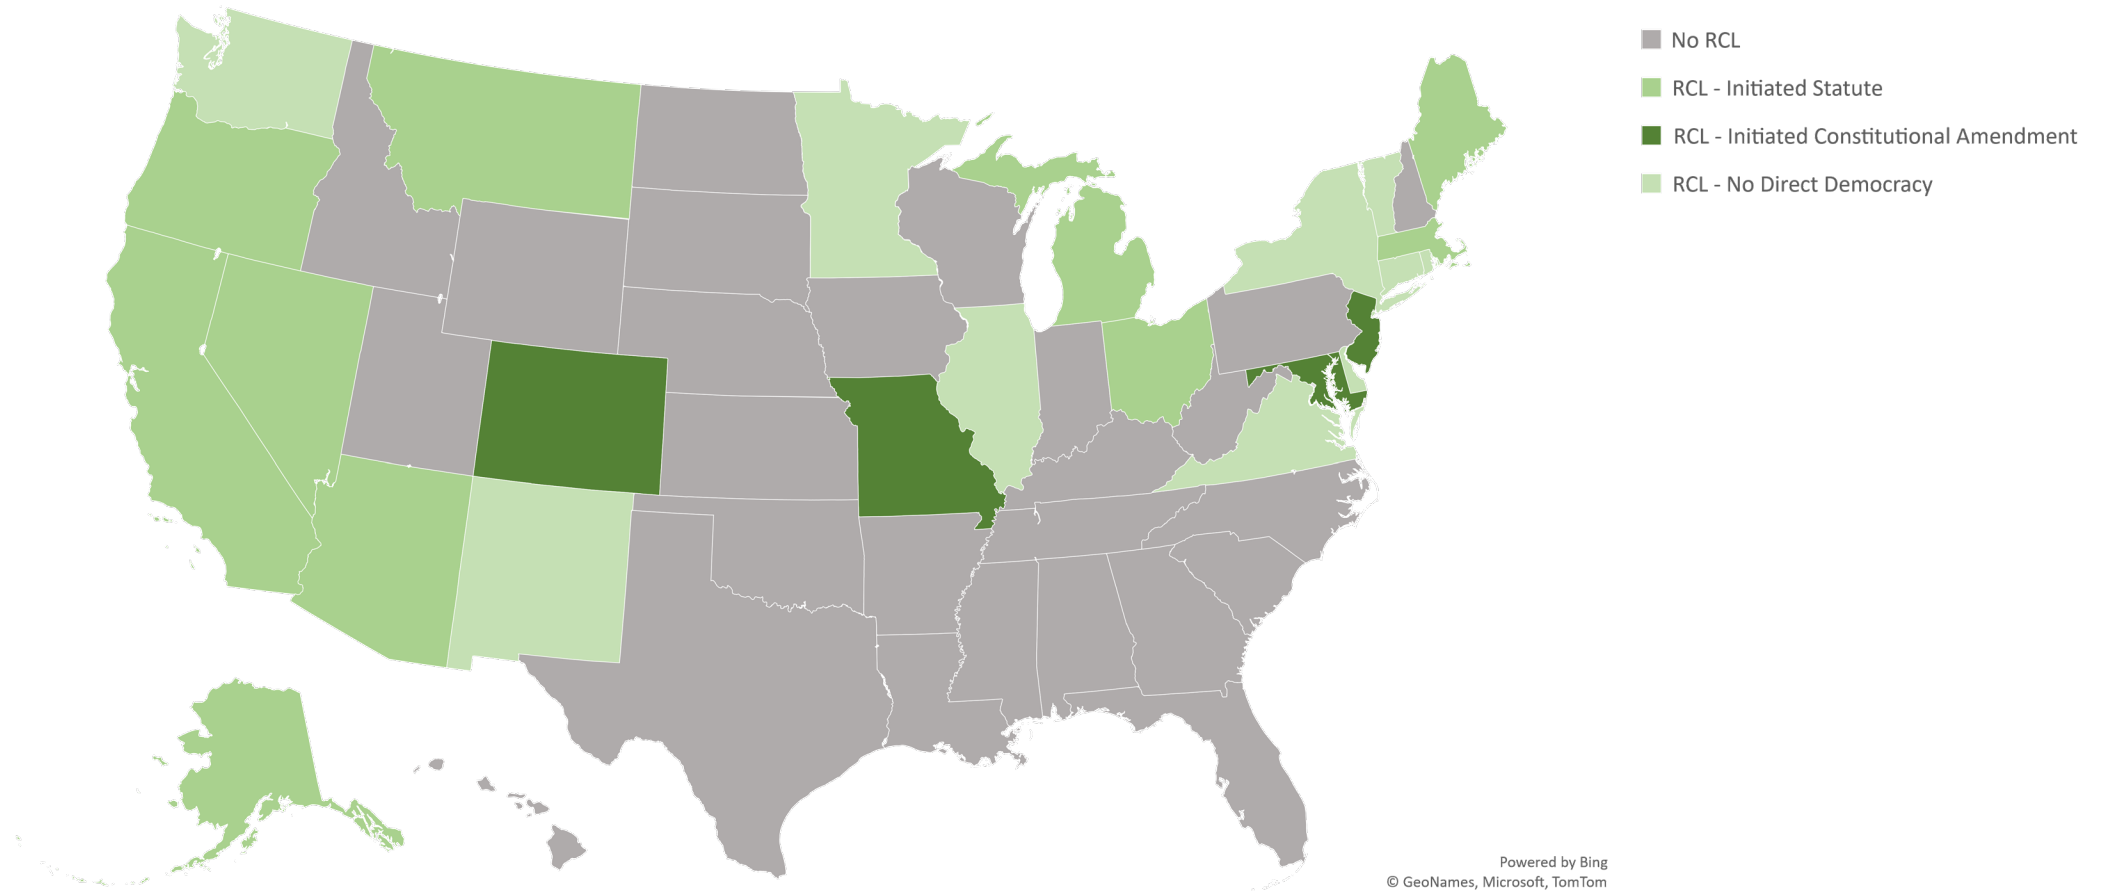 No RCL
RCL - Initiated Statute
RCL - Initiated Constitutional Amendment
RCL - No Direct Democracy
Powered by Bing
© GeoNames, Microsoft, TomTom